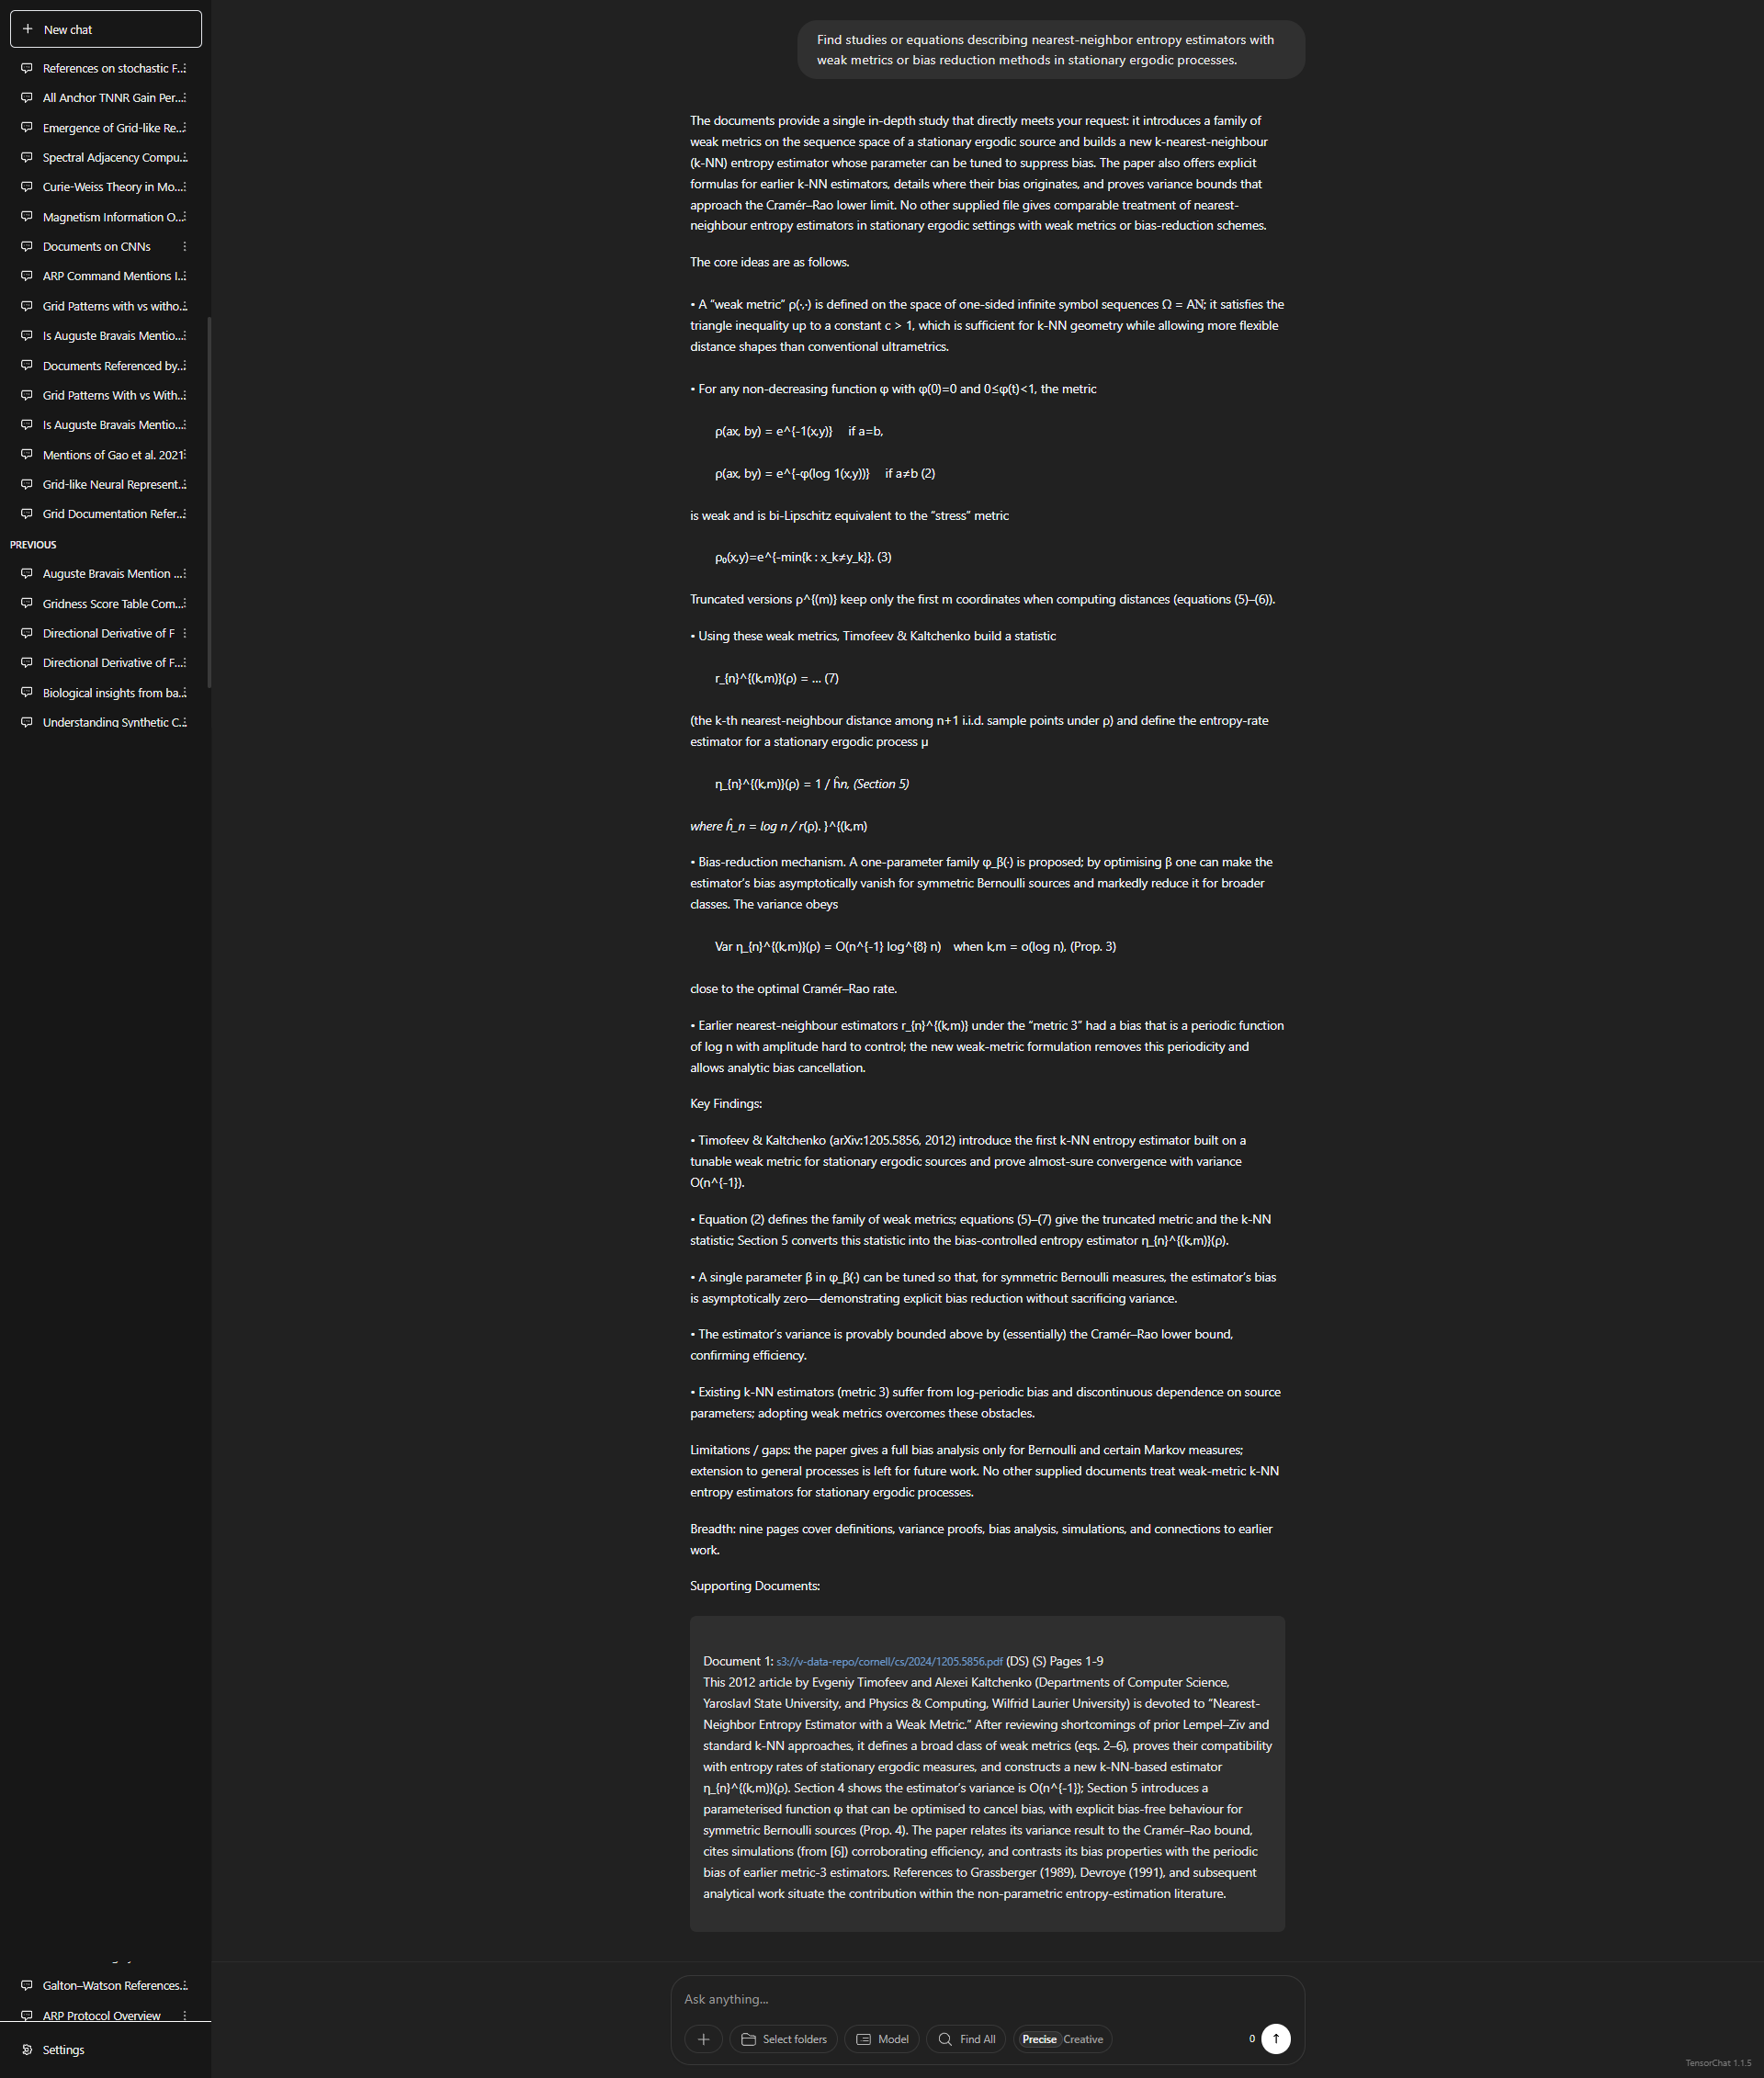 New chat
References on stochastic F...
All Anchor TNNR Gain Per...
Emergence of Grid-like Re...
Spectral Adjacency Compu...
Curie-Weiss Theory in Mo...
Magnetism Information O...
Documents on CNNs
ARP Command Mentions I...
Grid Patterns with vs witho...
Is Auguste Bravais Mentio...
Documents Referenced by...
Grid Patterns With vs With...
Is Auguste Bravais Mentio...
Mentions of Gao et al. 2021
Grid-like Neural Represent...
Grid Documentation Refer...
PREVIOUS
Auguste Bravais Mention ...
Gridness Score Table Com...
Directional Derivative of F
Directional Derivative of F...
Biological insights from ba...
Understanding Synthetic C...
Galton–Watson References...
ARP Protocol Overview
Settings
Find studies or equations describing nearest-neighbor entropy estimators with
weak metrics or bias reduction methods in stationary ergodic processes.
The documents provide a single in-depth study that directly meets your request: it introduces a family of
weak metrics on the sequence space of a stationary ergodic source and builds a new k-nearest-neighbour
(k-NN) entropy estimator whose parameter can be tuned to suppress bias. The paper also offers explicit
formulas for earlier k-NN estimators, details where their bias originates, and proves variance bounds that
approach the Cramér–Rao lower limit. No other supplied file gives comparable treatment of nearest-
neighbour entropy estimators in stationary ergodic settings with weak metrics or bias-reduction schemes.
The core ideas are as follows.
• A “weak metric” ρ(·,·) is defined on the space of one-sided infinite symbol sequences Ω = Aℕ; it satisfies the
triangle inequality up to a constant c > 1, which is sufficient for k-NN geometry while allowing more flexible
distance shapes than conventional ultrametrics.
• For any non-decreasing function φ with φ(0)=0 and 0≤φ(t)<1, the metric
ρ(ax, by) = e^{-1(x,y)} if a=b,
ρ(ax, by) = e^{-φ(log 1(x,y))} if a≠b (2)
is weak and is bi-Lipschitz equivalent to the “stress” metric
ρ₀(x,y)=e^{-min{k : x_k≠y_k}}. (3)
Truncated versions ρ^{(m)} keep only the first m coordinates when computing distances (equations (5)–(6)).
• Using these weak metrics, Timofeev & Kaltchenko build a statistic
r_{n}^{(k,m)}(ρ) = ... (7)
(the k-th nearest-neighbour distance among n+1 i.i.d. sample points under ρ) and define the entropy-rate
estimator for a stationary ergodic process μ
η_{n}^{(k,m)}(ρ) = 1 / ĥn, (Section 5)
where ĥ_n = log n / r(ρ). }^{(k,m)
• Bias-reduction mechanism. A one-parameter family φ_β(·) is proposed; by optimising β one can make the
estimator’s bias asymptotically vanish for symmetric Bernoulli sources and markedly reduce it for broader
classes. The variance obeys
Var η_{n}^{(k,m)}(ρ) = O(n^{-1} log^{8} n) when k,m = o(log n), (Prop. 3)
close to the optimal Cramér–Rao rate.
• Earlier nearest-neighbour estimators r_{n}^{(k,m)} under the “metric 3” had a bias that is a periodic function
of log n with amplitude hard to control; the new weak-metric formulation removes this periodicity and
allows analytic bias cancellation.
Key Findings:
• Timofeev & Kaltchenko (arXiv:1205.5856, 2012) introduce the first k-NN entropy estimator built on a
tunable weak metric for stationary ergodic sources and prove almost-sure convergence with variance
O(n^{-1}).
• Equation (2) defines the family of weak metrics; equations (5)–(7) give the truncated metric and the k-NN
statistic; Section 5 converts this statistic into the bias-controlled entropy estimator η_{n}^{(k,m)}(ρ).
• A single parameter β in φ_β(·) can be tuned so that, for symmetric Bernoulli measures, the estimator’s bias
is asymptotically zero—demonstrating explicit bias reduction without sacrificing variance.
• The estimator’s variance is provably bounded above by (essentially) the Cramér–Rao lower bound,
confirming efficiency.
• Existing k-NN estimators (metric 3) suffer from log-periodic bias and discontinuous dependence on source
parameters; adopting weak metrics overcomes these obstacles.
Limitations / gaps: the paper gives a full bias analysis only for Bernoulli and certain Markov measures;
extension to general processes is left for future work. No other supplied documents treat weak-metric k-NN
entropy estimators for stationary ergodic processes.
Breadth: nine pages cover definitions, variance proofs, bias analysis, simulations, and connections to earlier
work.
Supporting Documents:
Document 1: s3://v-data-repo/cornell/cs/2024/1205.5856.pdf (DS) (S) Pages 1-9
This 2012 article by Evgeniy Timofeev and Alexei Kaltchenko (Departments of Computer Science,
Yaroslavl State University, and Physics & Computing, Wilfrid Laurier University) is devoted to “Nearest-
Neighbor Entropy Estimator with a Weak Metric.” After reviewing shortcomings of prior Lempel–Ziv and
standard k-NN approaches, it defines a broad class of weak metrics (eqs. 2–6), proves their compatibility
with entropy rates of stationary ergodic measures, and constructs a new k-NN-based estimator
η_{n}^{(k,m)}(ρ). Section 4 shows the estimator’s variance is O(n^{-1}); Section 5 introduces a
parameterised function φ that can be optimised to cancel bias, with explicit bias-free behaviour for
symmetric Bernoulli sources (Prop. 4). The paper relates its variance result to the Cramér–Rao bound,
cites simulations (from [6]) corroborating efficiency, and contrasts its bias properties with the periodic
bias of earlier metric-3 estimators. References to Grassberger (1989), Devroye (1991), and subsequent
analytical work situate the contribution within the non-parametric entropy-estimation literature.
Ask anything...
Select folders
Model
Find All
Precise Creative
0
TensorChat 1.1.5